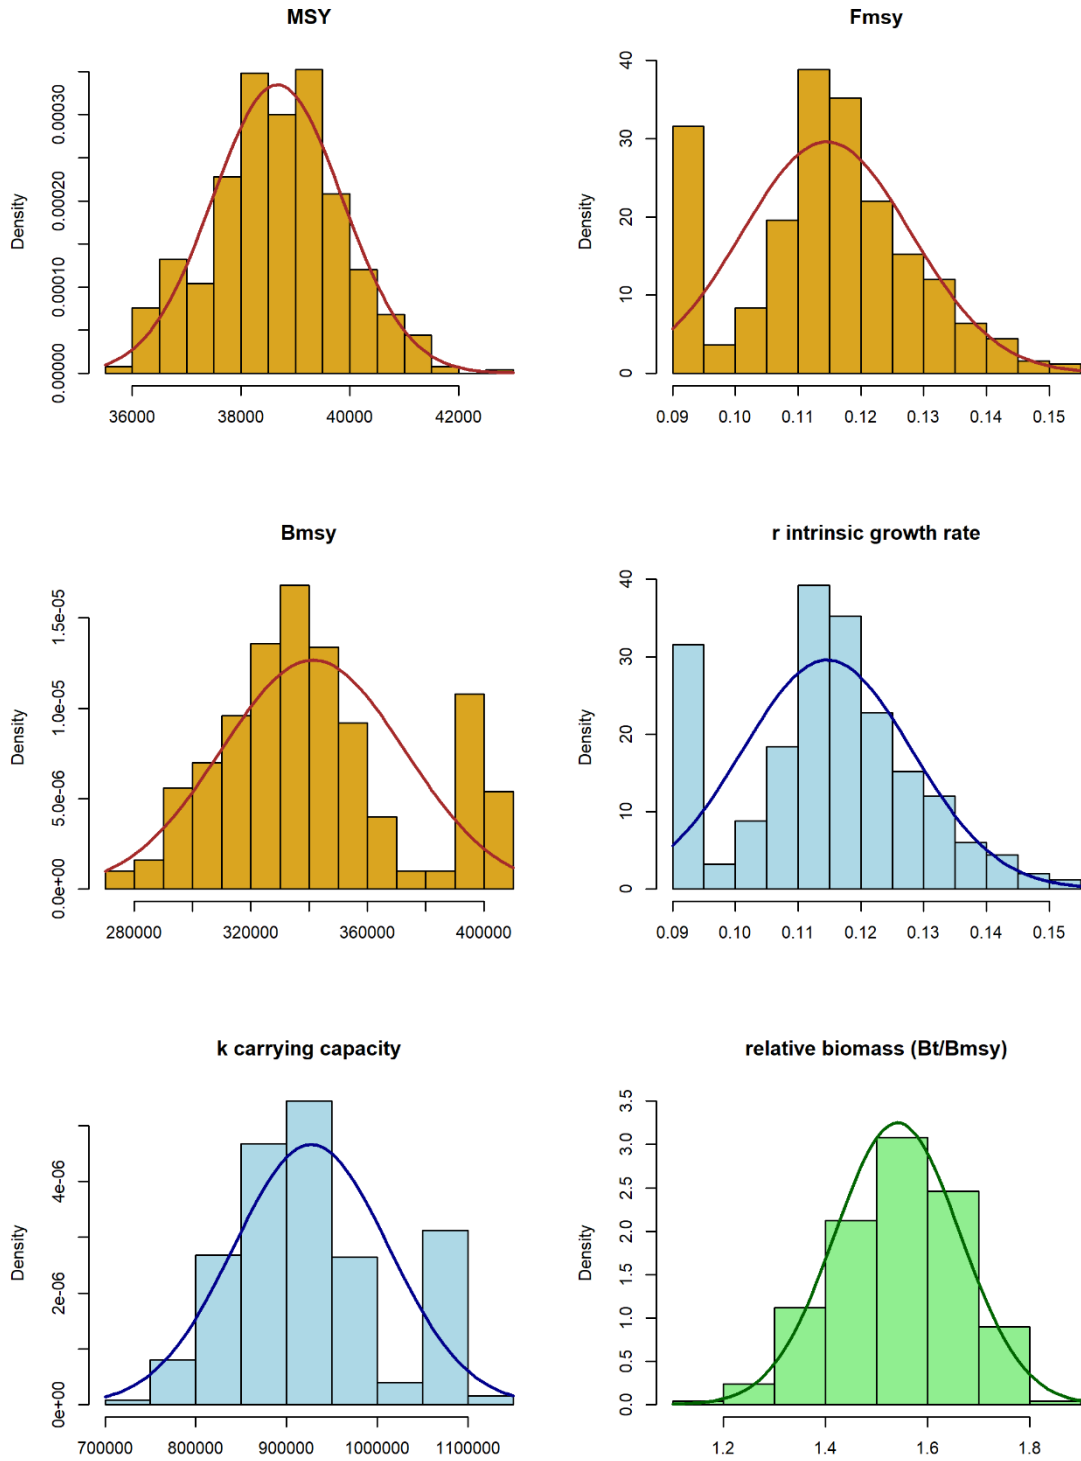 MSY
Density
0.00000
0.00010
0.00020
0.00030
36000 38000 40000 42000
Fmsy
Density
0
10
20
30
40
0.09 0.10 0.11 0.12 0.13 0.14 0.15
Bmsy
Density
0.0e+00
5.0e-06
1.0e-05
1.5e-05
280000 320000 360000 400000
r intrinsic growth rate
Density
0
10
20
30
40
0.09 0.10 0.11 0.12 0.13 0.14 0.15
k carrying capacity
Density
0e+00
2e-06
4e-06
700000 800000 900000 1000000 1100000
relative biomass (Bt/Bmsy)
Density
0.0
0.5
1.0
1.5
2.0
2.5
3.0
3.5
1.2 1.4 1.6 1.8